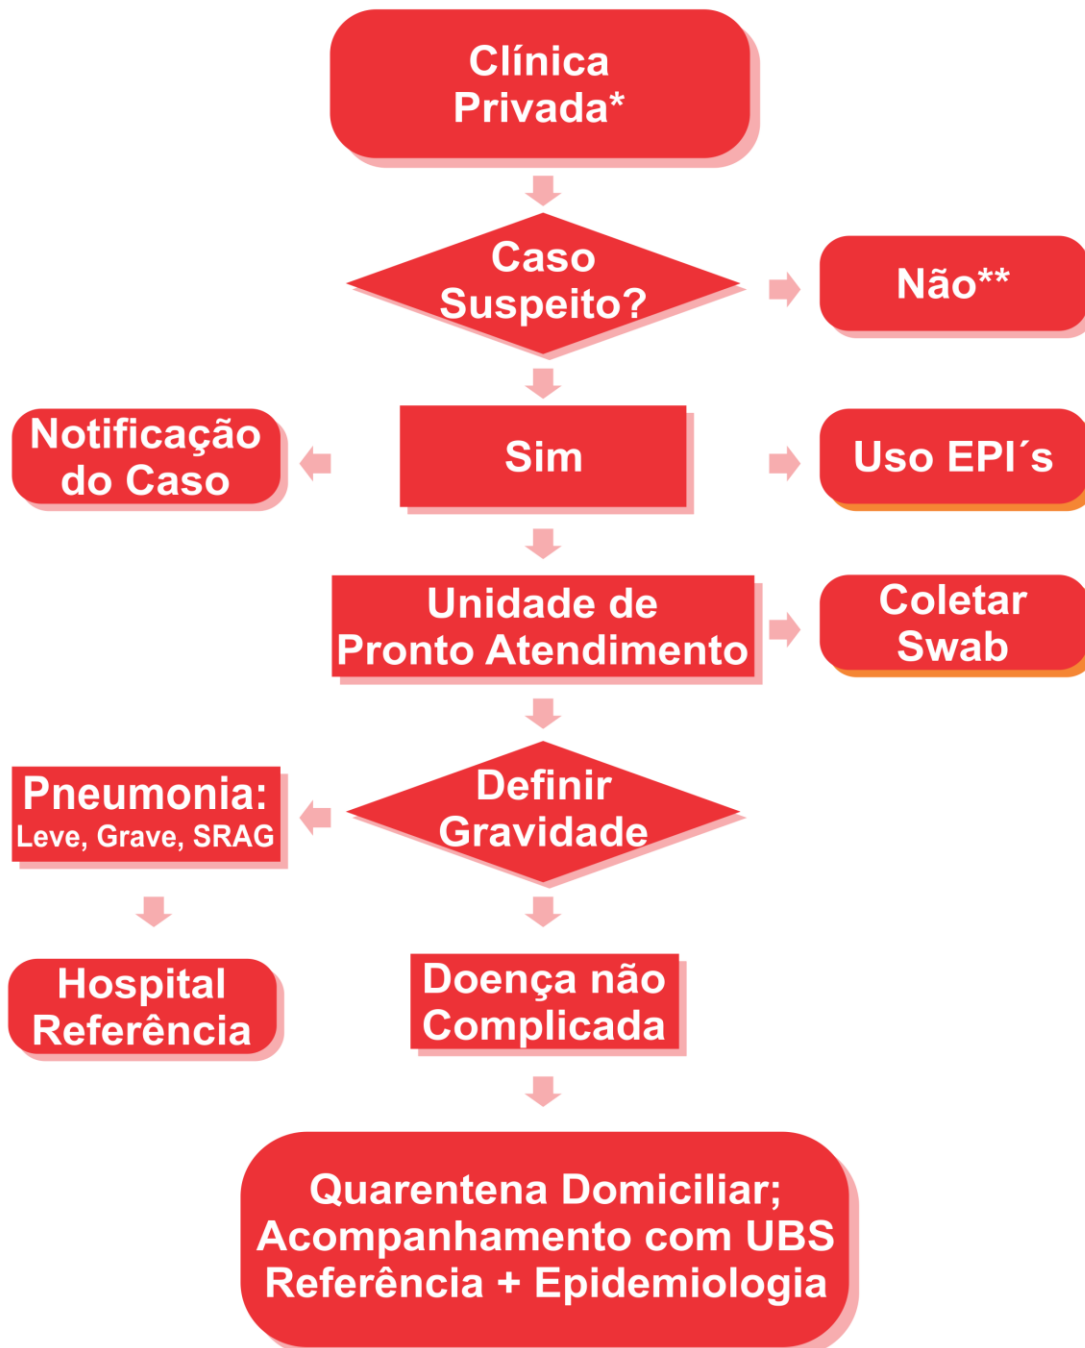 Clínica
Privada*
Caso
Suspeito?
Não**
Notificação
do Caso
Sim
Uso EPI´s
Unidade de
Pronto Atendimento
Coletar
Swab
Definir
Gravidade
Pneumonia:
Leve, Grave, SRAG
Hospital
Referência
Doença não
Complicada
Quarentena Domiciliar;
Acompanhamento com UBS
Referência + Epidemiologia